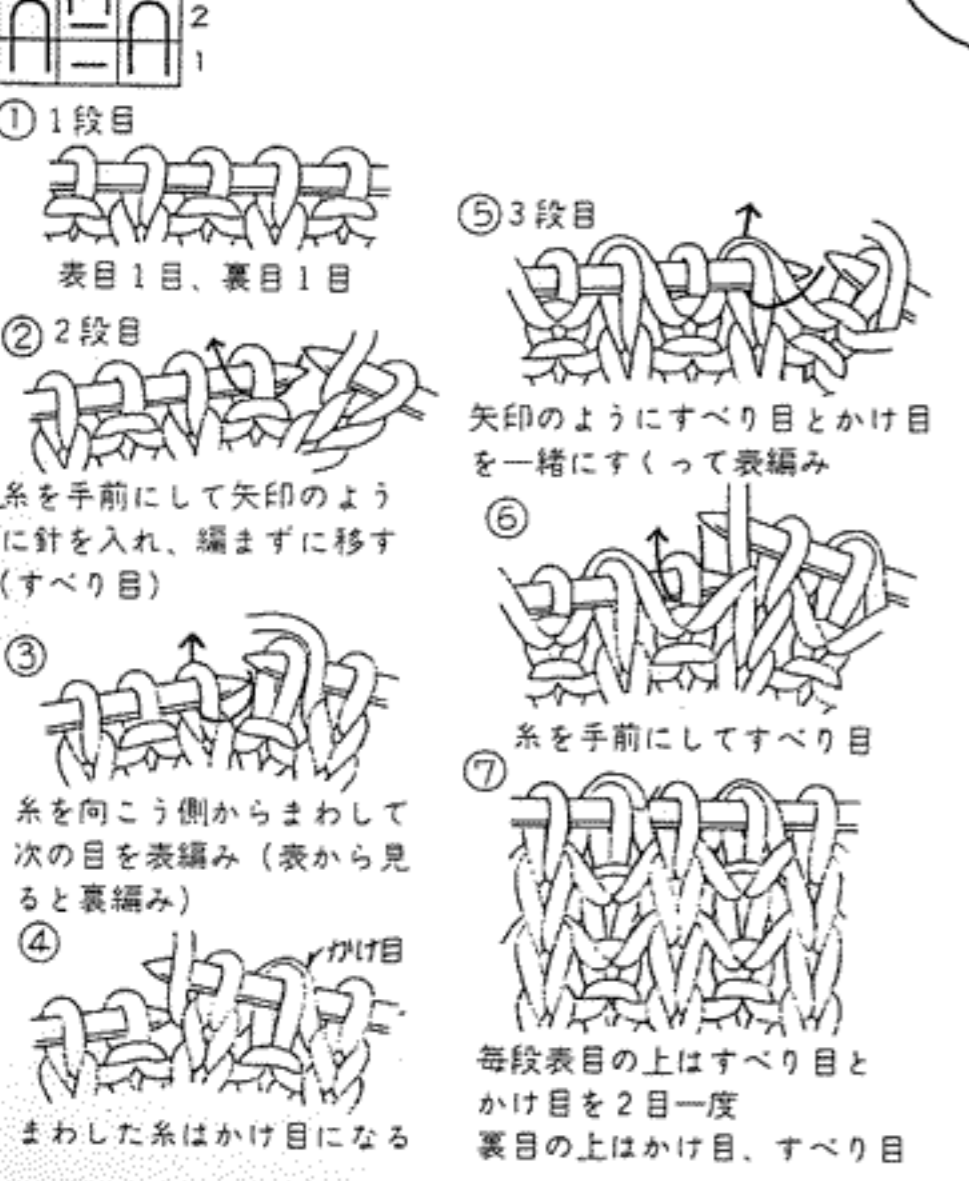 2
1
① 1段目
表目1目、裏目1目
② 2段目
糸を手前にして矢印のよう
に針を入れ、編まずに移す
(すべり目)
③
糸を向こう側からまわして
次の目を表編み(表から見
ると裏編み)
④
かけ目
まわした糸はかけ目になる
⑤ 3段目
矢印のようにすべり目とかけ目
を一緒にすくって表編み
⑥
糸を手前にしてすべり目
⑦
毎段表目の上はすべり目と
かけ目を2目一度
裏目の上はかけ目、すべり目